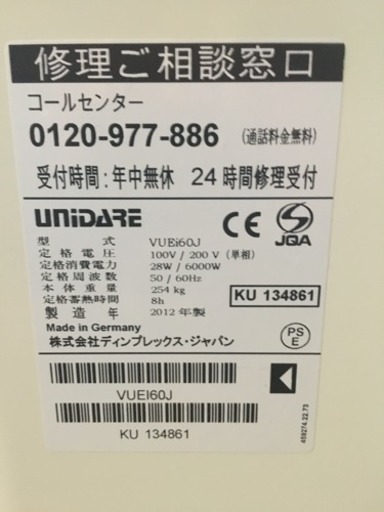 修理ご相談窓口
コールセンター
0120-977-886 (通話料金無料)
受付時間:年中無休 24時間修理受付
UNIDARE CE S JQA
型式 VUEi60J
定格電圧 100V / 200 V (単相)
定格消費電力 28W / 6000W
定格周波数 50 / 60Hz
本体重量 254 kg
定格蓄熱時間 8h
製造年 2012 年製
KU 134861
Made in Germany
株式会社ディンプレックス・ジャパン
PS E
VUEI60J
KU 134861
459274.22.73